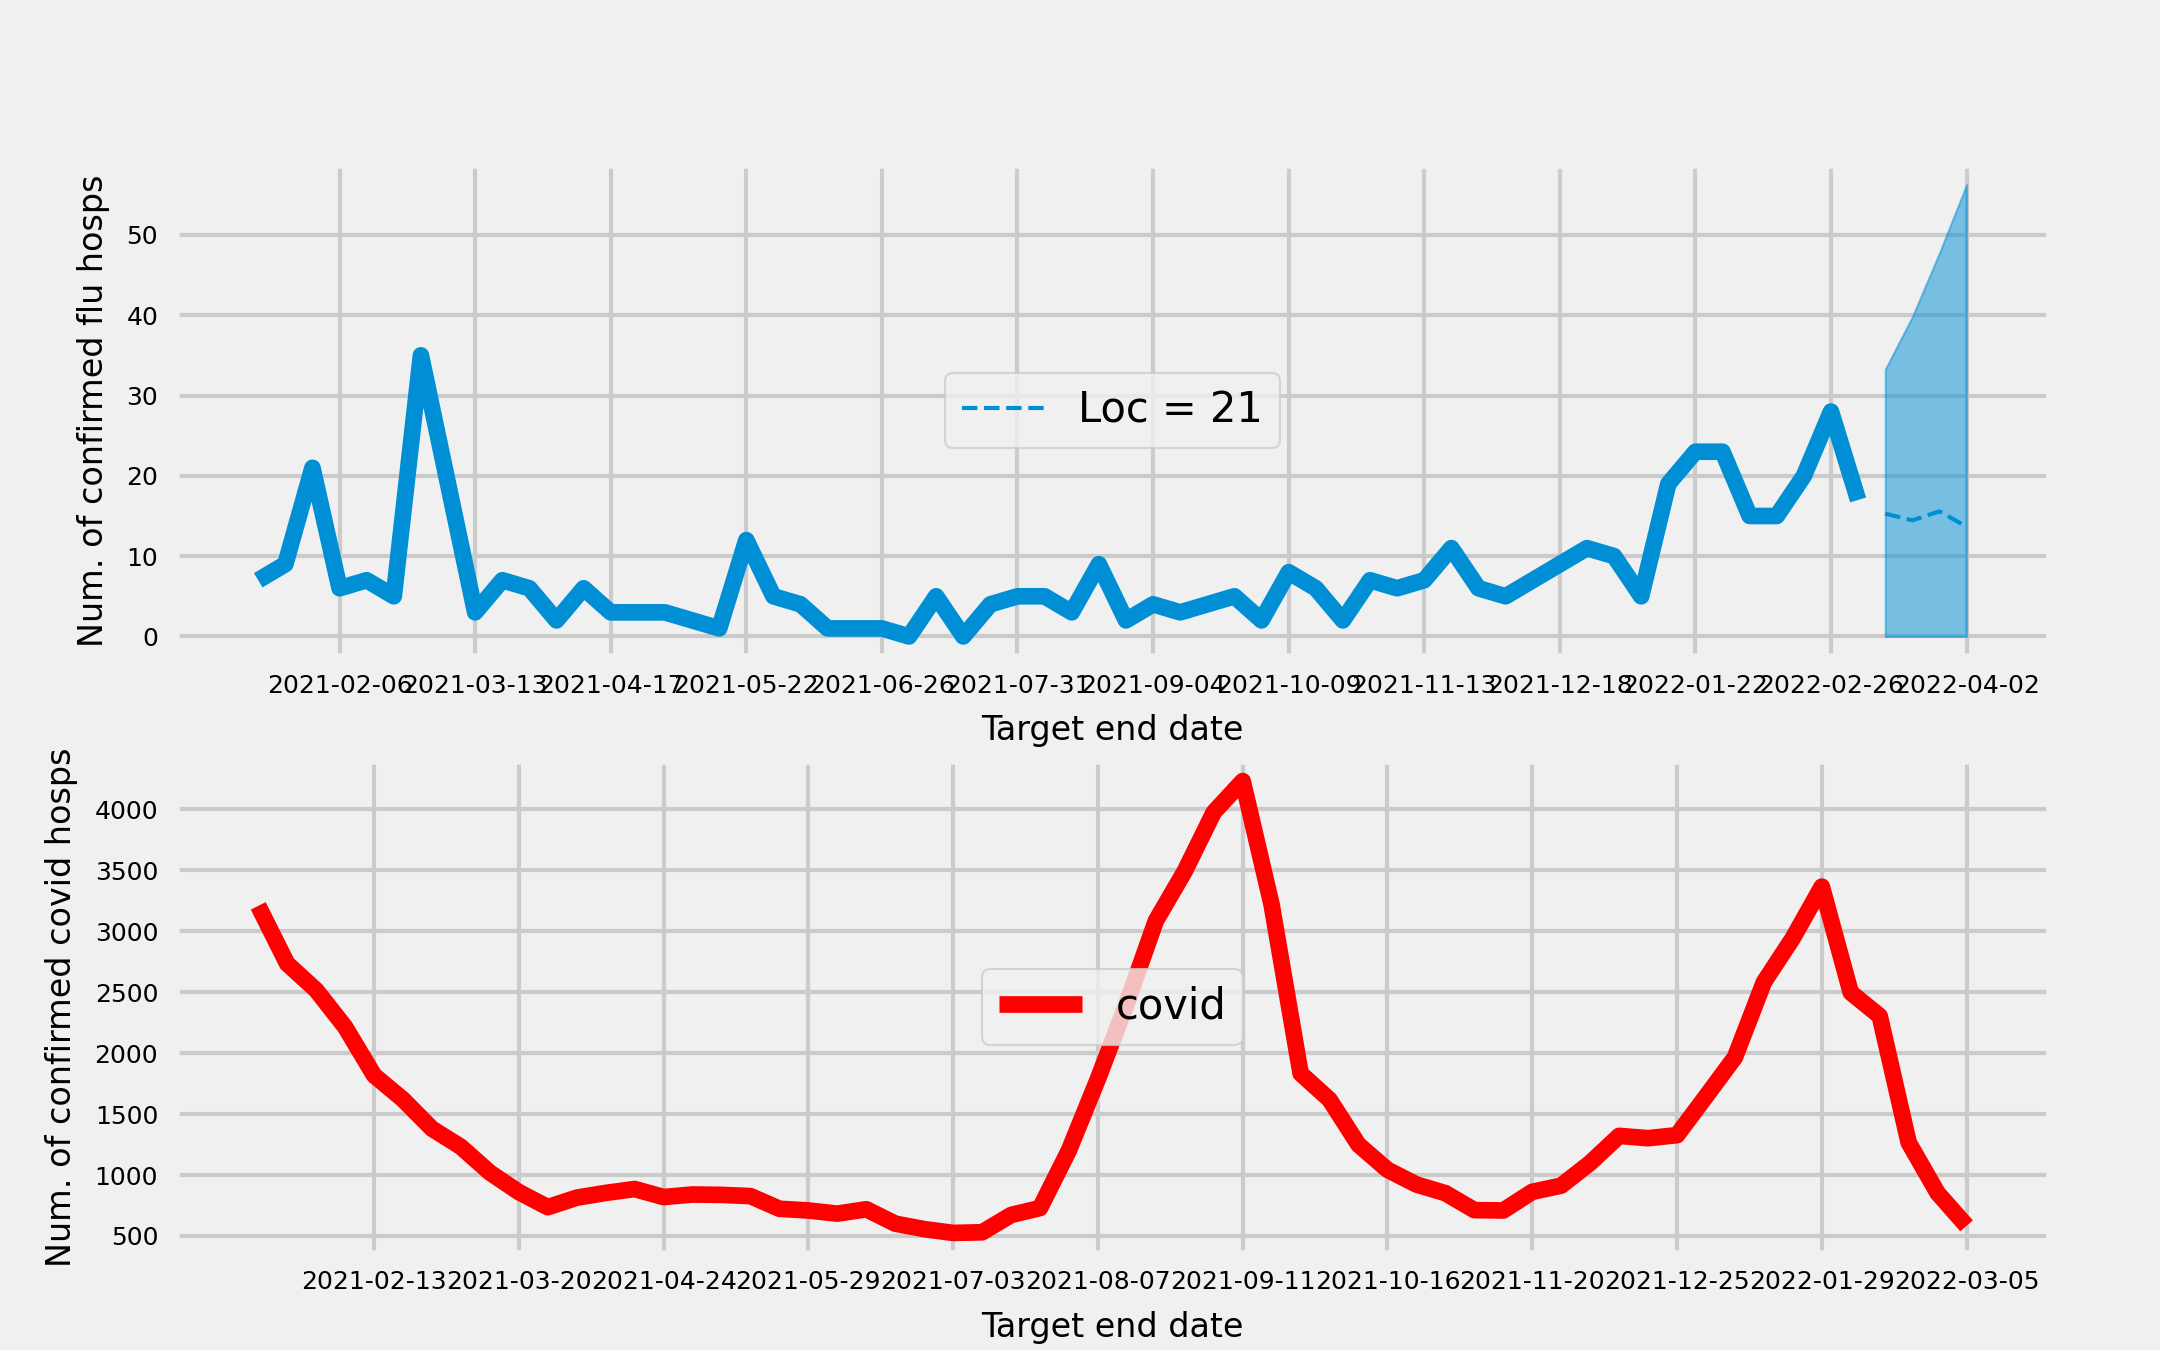 Num. of confirmed flu hosps
50
40
30
20
10
0
Loc = 21
2021-02-06 2021-03-13 2021-04-17 2021-05-22 2021-06-26 2021-07-31 2021-09-04 2021-10-09 2021-11-13 2021-12-18 2022-01-22 2022-02-26 2022-04-02
Target end date
Num. of confirmed covid hosps
4000
3500
3000
2500
2000
1500
1000
500
covid
2021-02-13 2021-03-20 2021-04-24 2021-05-29 2021-07-03 2021-08-07 2021-09-11 2021-10-16 2021-11-20 2021-12-25 2022-01-29 2022-03-05
Target end date